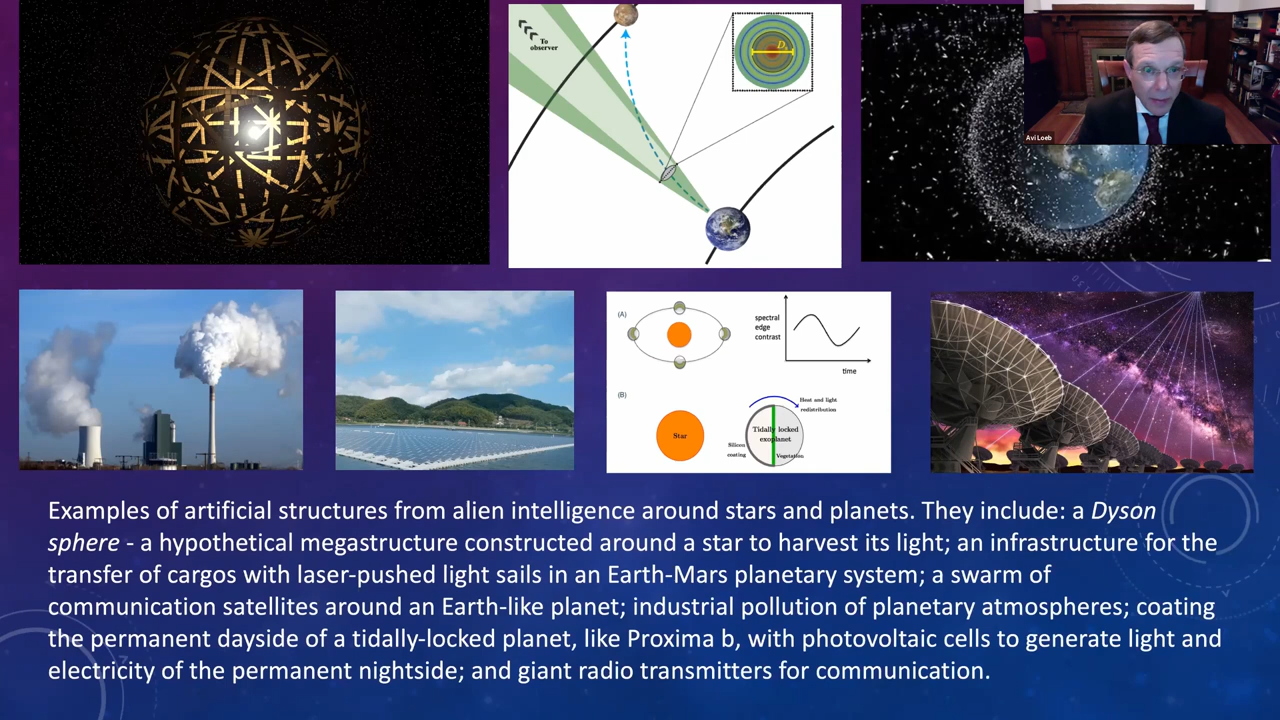 To
observer
D
Avi Loeb
(A)
spectral
edge
contrast
time
(B)
Star
Heat and light
redistribution
Tidally locked
exoplanet
Silicon
coating
Vegetation
Examples of artificial structures from alien intelligence around stars and planets. They include: a Dyson
sphere - a hypothetical megastructure constructed around a star to harvest its light; an infrastructure for the
transfer of cargos with laser-pushed light sails in an Earth-Mars planetary system; a swarm of
communication satellites around an Earth-like planet; industrial pollution of planetary atmospheres; coating
the permanent dayside of a tidally-locked planet, like Proxima b, with photovoltaic cells to generate light and
electricity of the permanent nightside; and giant radio transmitters for communication.